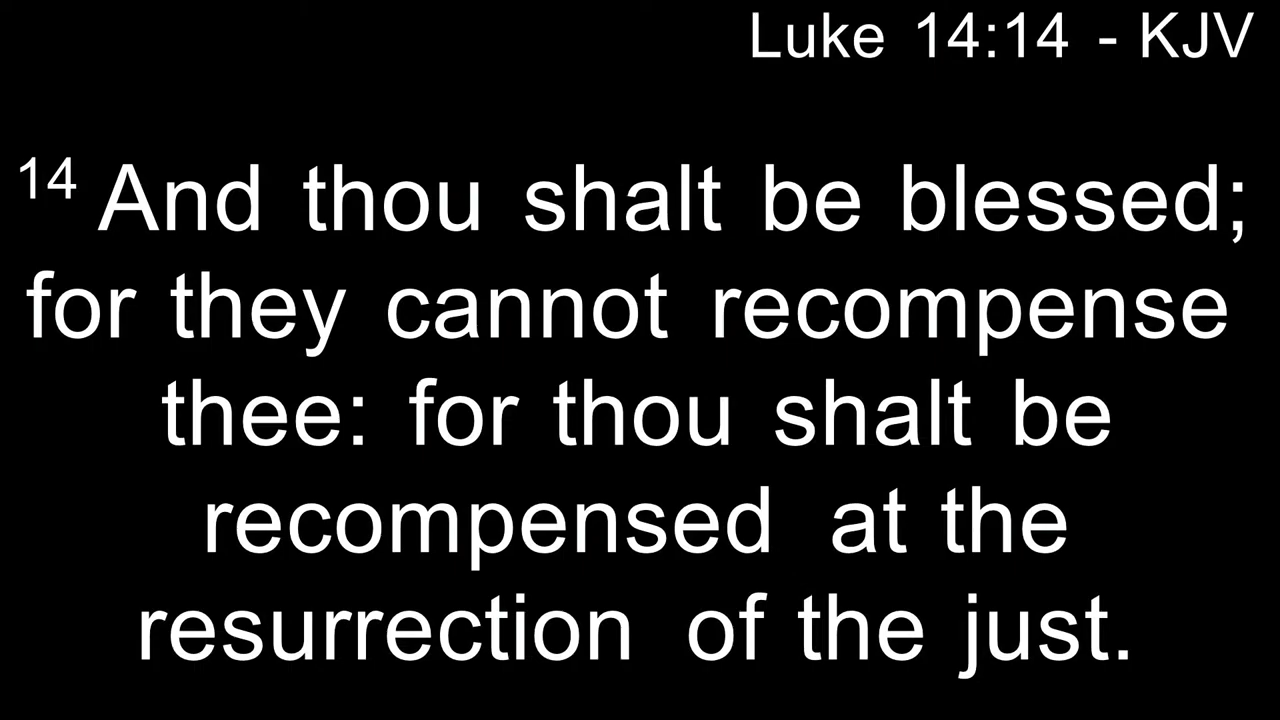 Luke 14:14 - KJV
14 And thou shalt be blessed;
for they cannot recompense
thee: for thou shalt be
recompensed at the
resurrection of the just.